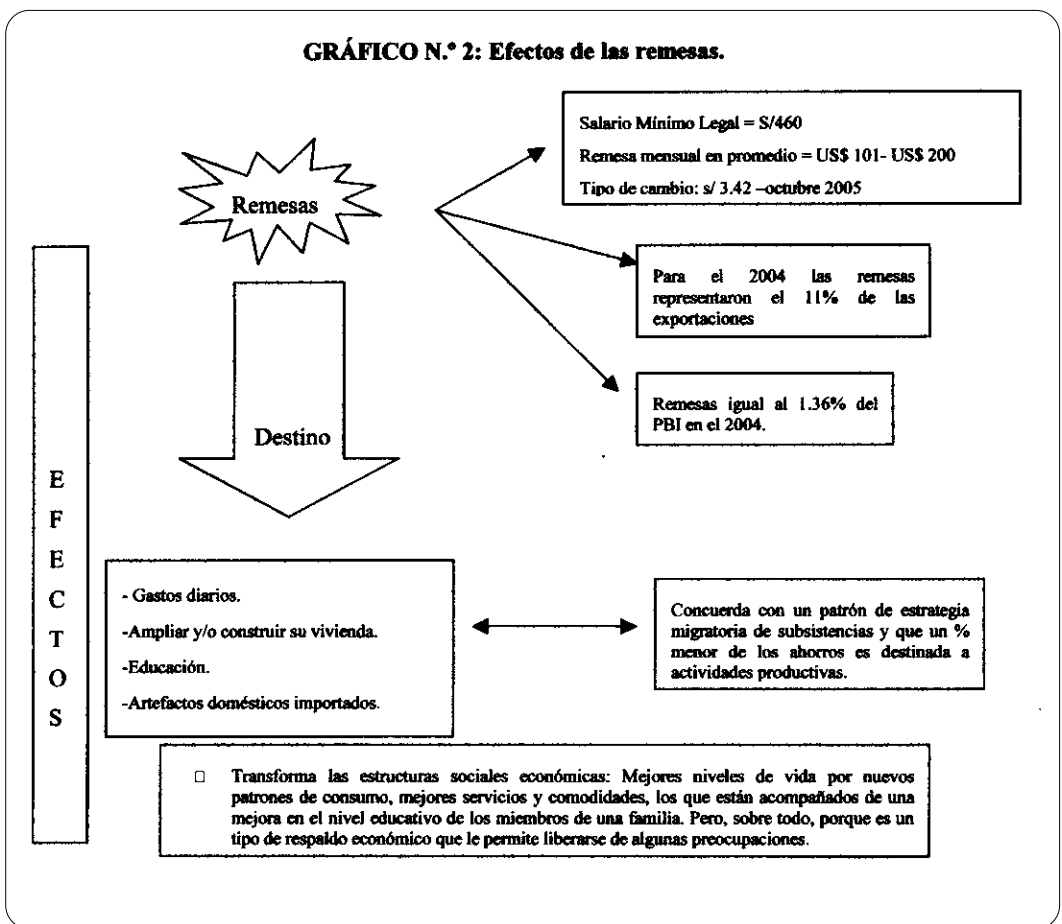 GRÁFICO N.º 2: Efectos de las remesas.
Salario Mínimo Legal = S/460
Remesa mensual en promedio = US$ 101- US$ 200
Tipo de cambio: s/ 3.42 –octubre 2005
Remesas
Para el 2004 las remesas
representaron el 11% de las
exportaciones
Remesas igual al 1.36% del
PBI en el 2004.
Destino
E
F
E
C
T
O
S
- Gastos diarios.
-Ampliar y/o construir su vivienda.
-Educación.
-Artefactos domésticos importados.
Concuerda con un patrón de estrategia
migratoria de subsistencias y que un %
menor de los ahorros es destinada a
actividades productivas.
□ Transforma las estructuras sociales económicas: Mejores niveles de vida por nuevos
patrones de consumo, mejores servicios y comodidades, los que están acompañados de una
mejora en el nivel educativo de los miembros de una familia. Pero, sobre todo, porque es un
tipo de respaldo económico que le permite liberarse de algunas preocupaciones.